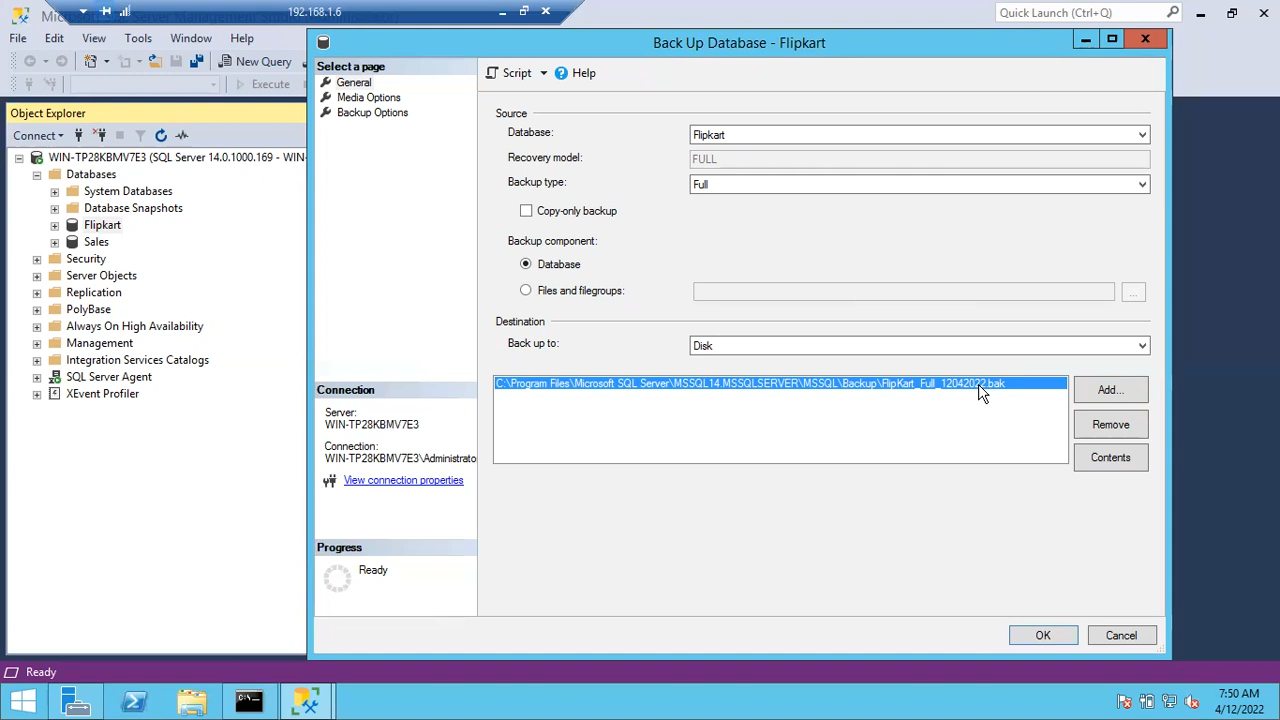 192.168.1.6
Quick Launch (Ctrl+Q)
File Edit View Tools Window Help
New Query
Execute
Object Explorer
Connect
WIN-TP28KBMV7E3 (SQL Server 14.0.1000.169 - WIN-
Databases
System Databases
Database Snapshots
Flipkart
Sales
Security
Server Objects
Replication
PolyBase
Always On High Availability
Management
Integration Services Catalogs
SQL Server Agent
XEvent Profiler
Back Up Database - Flipkart
Select a page
General
Media Options
Backup Options
Connection
Server:
WIN-TP28KBMV7E3
Connection:
WIN-TP28KBMV7E3\Administrato
View connection properties
Progress
Ready
Script Help
Source
Database: Flipkart
Recovery model: FULL
Backup type: Full
Copy-only backup
Backup component:
Database
Files and filegroups:
...
Destination
Back up to: Disk
C:\Program Files\Microsoft SQL Server\MSSQL14.MSSQLSERVER\MSSQL\Backup\FlipKart_Full_12042022.bak
Add...
Remove
Contents
OK Cancel
Ready
7:50 AM
4/12/2022